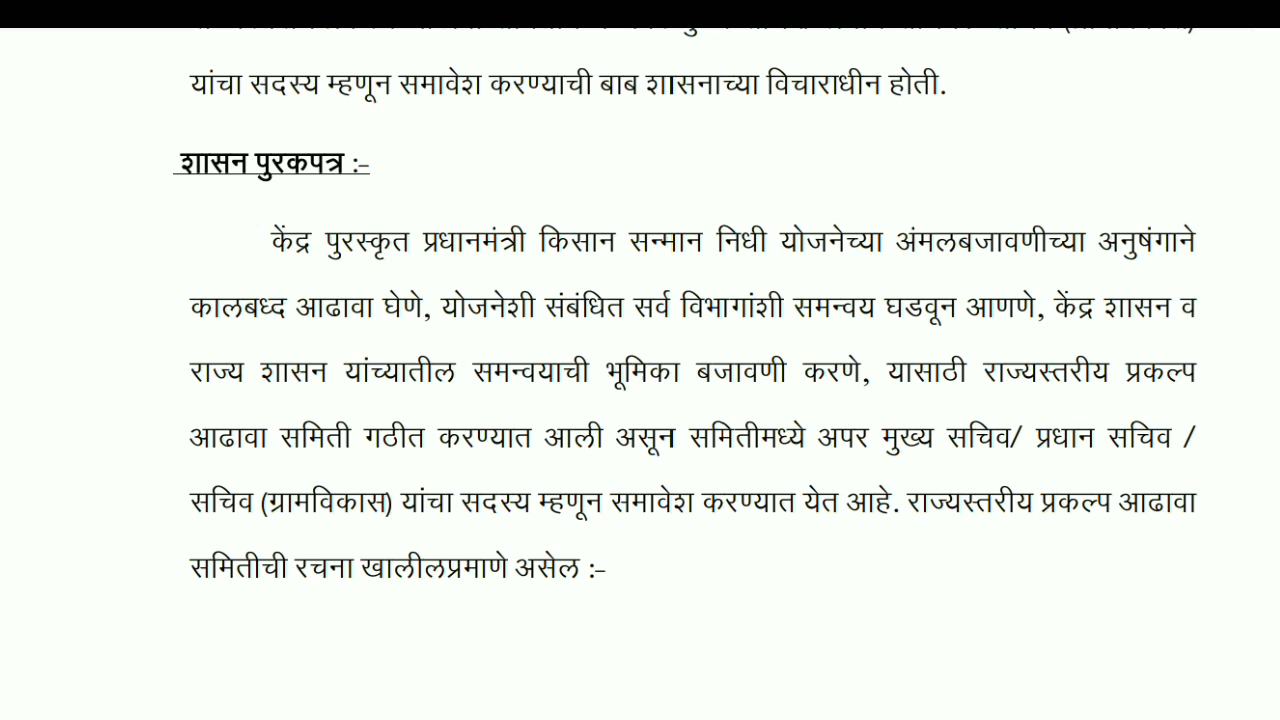 यांचा सदस्य म्हणून समावेश करण्याची बाब शासनाच्या विचाराधीन होती.
शासन पुरकपत्र :-
केंद्र पुरस्कृत प्रधानमंत्री किसान सन्मान निधी योजनेच्या अंमलबजावणीच्या अनुषंगाने
कालबध्द आढावा घेणे, योजनेशी संबंधित सर्व विभागांशी समन्वय घडवून आणणे, केंद्र शासन व
राज्य शासन यांच्यातील समन्वयाची भूमिका बजावणी करणे, यासाठी राज्यस्तरीय प्रकल्प
आढावा समिती गठीत करण्यात आली असून समितीमध्ये अपर मुख्य सचिव/ प्रधान सचिव /
सचिव (ग्रामविकास) यांचा सदस्य म्हणून समावेश करण्यात येत आहे. राज्यस्तरीय प्रकल्प आढावा
समितीची रचना खालीलप्रमाणे असेल :-